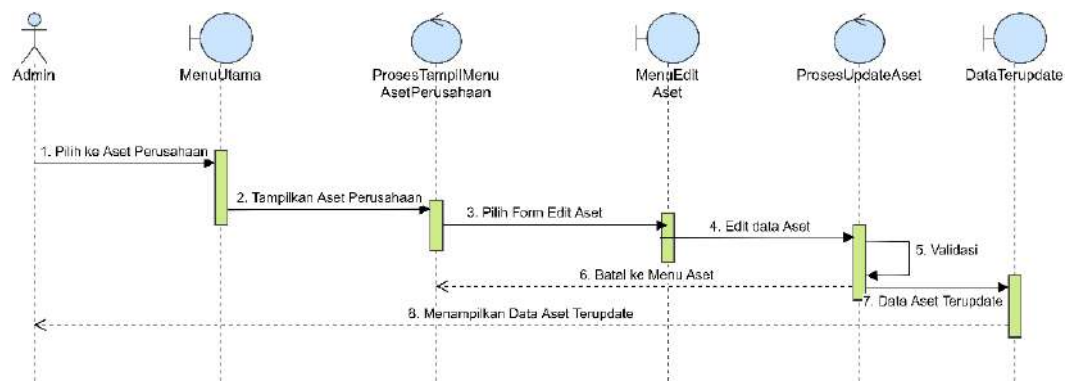 Admin
MenuUtama
ProsesTampilMenu
AsetPerusahaan
MenuEdit
Aset
ProsesUpdateAset
DataTerupdate
1. Pilih ke Aset Perusahaan
2. Tampilkan Aset Perusahaan
3. Pilih Form Edit Aset
4. Edit data Aset
5. Validasi
6. Batal ke Menu Aset
7. Data Aset Terupdate
8. Menampilkan Data Aset Terupdate